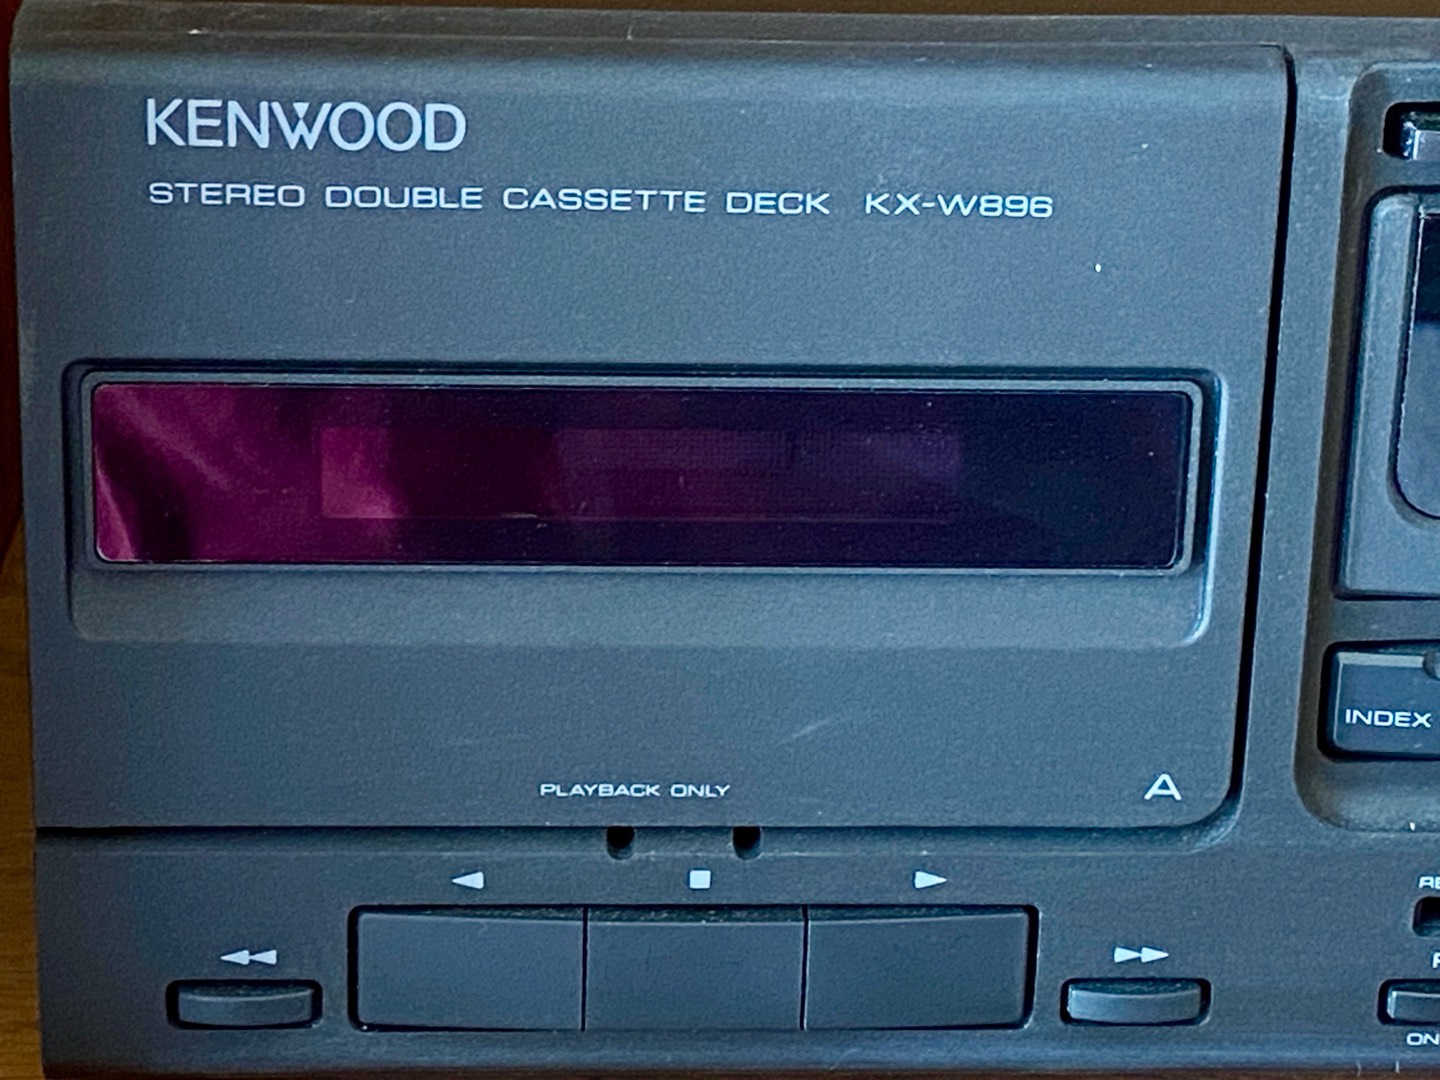 KENWOOD
STEREO DOUBLE CASSETTE DECK KX-W896
INDEX
PLAYBACK ONLY
A